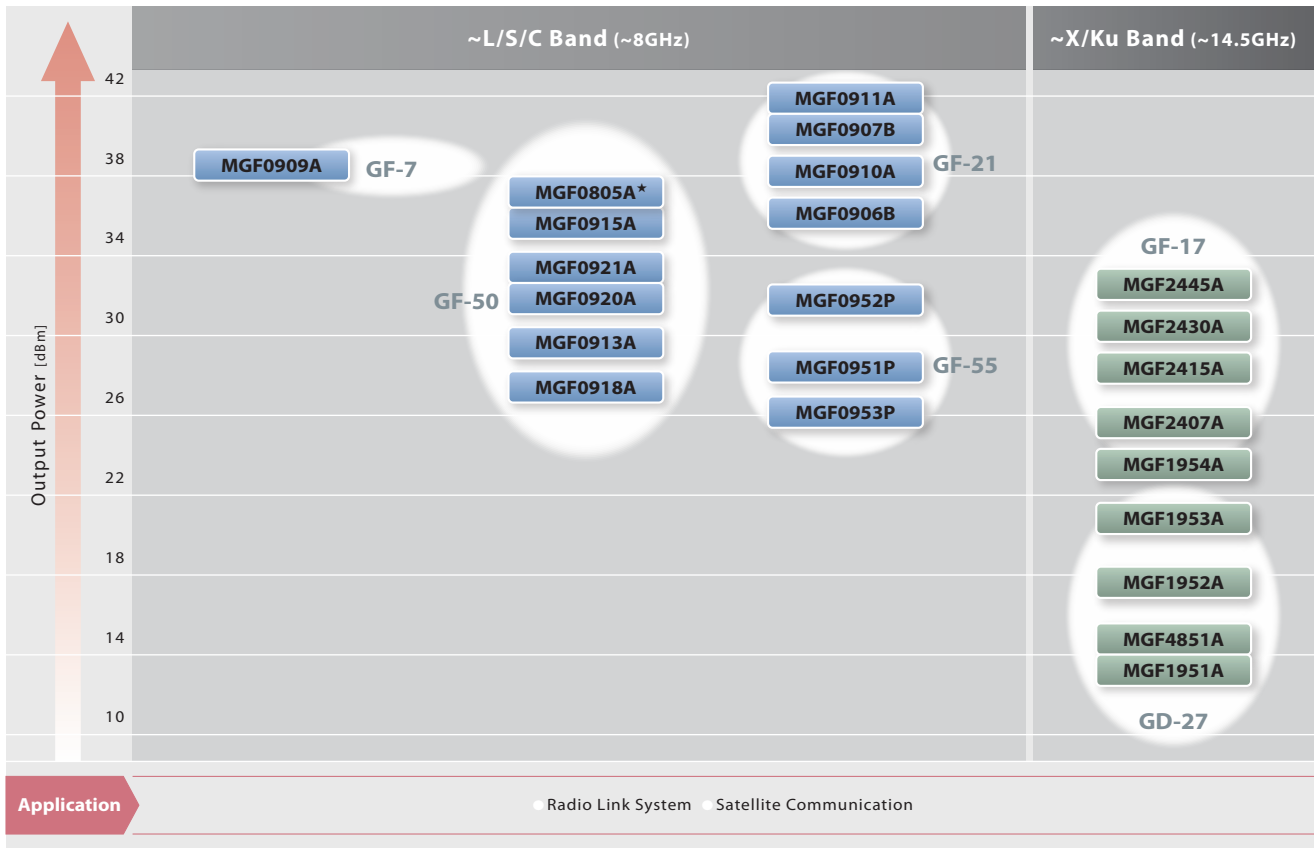 ~L/S/C Band (~8GHz)
~X/Ku Band (~14.5GHz)
Output Power [dBm]
42
38
34
30
26
22
18
14
10
MGF0909A
GF-7
GF-50
MGF0805A★
MGF0915A
MGF0921A
MGF0920A
MGF0913A
MGF0918A
MGF0911A
MGF0907B
MGF0910A
MGF0906B
GF-21
MGF0952P
MGF0951P
MGF0953P
GF-55
GF-17
MGF2445A
MGF2430A
MGF2415A
MGF2407A
MGF1954A
MGF1953A
MGF1952A
MGF4851A
MGF1951A
GD-27
Application
Radio Link System Satellite Communication